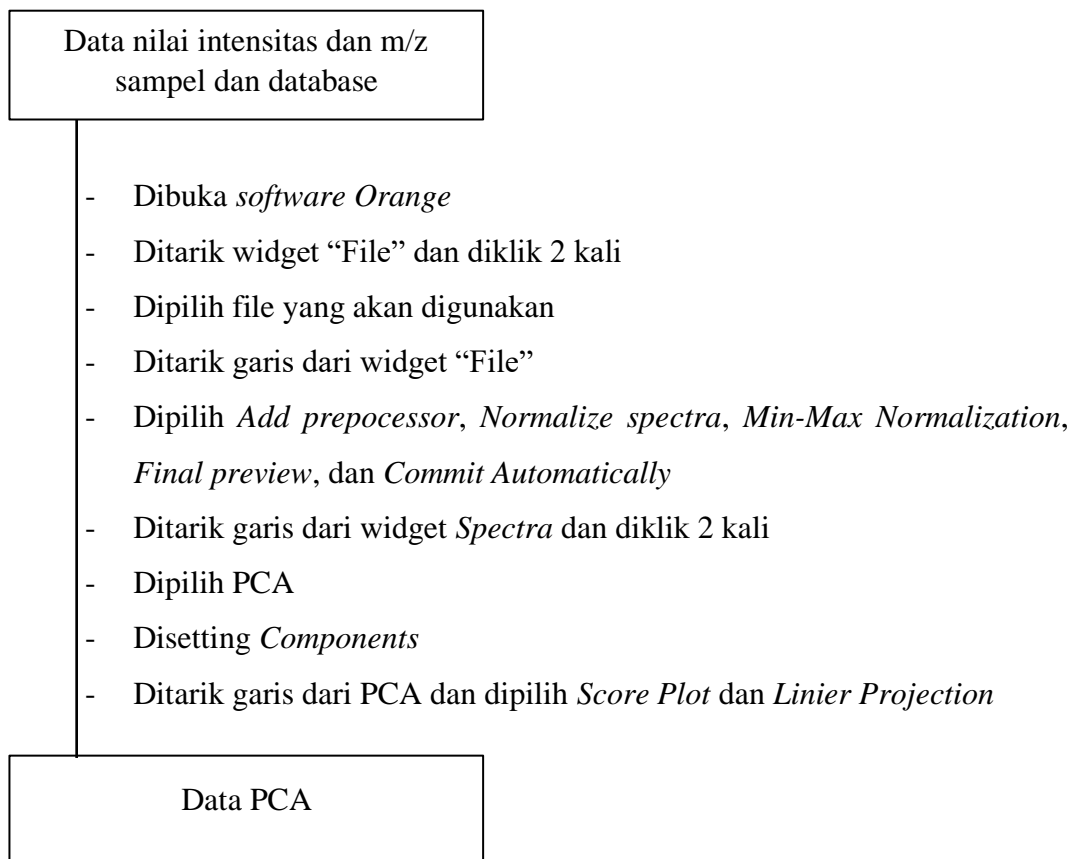 Data nilai intensitas dan m/z
sampel dan database
- Dibuka software Orange
- Ditarik widget “File” dan diklik 2 kali
- Dipilih file yang akan digunakan
- Ditarik garis dari widget “File”
- Dipilih Add prepocessor, Normalize spectra, Min-Max Normalization,
Final preview, dan Commit Automatically
- Ditarik garis dari widget Spectra dan diklik 2 kali
- Dipilih PCA
- Disetting Components
- Ditarik garis dari PCA dan dipilih Score Plot dan Linier Projection
Data PCA